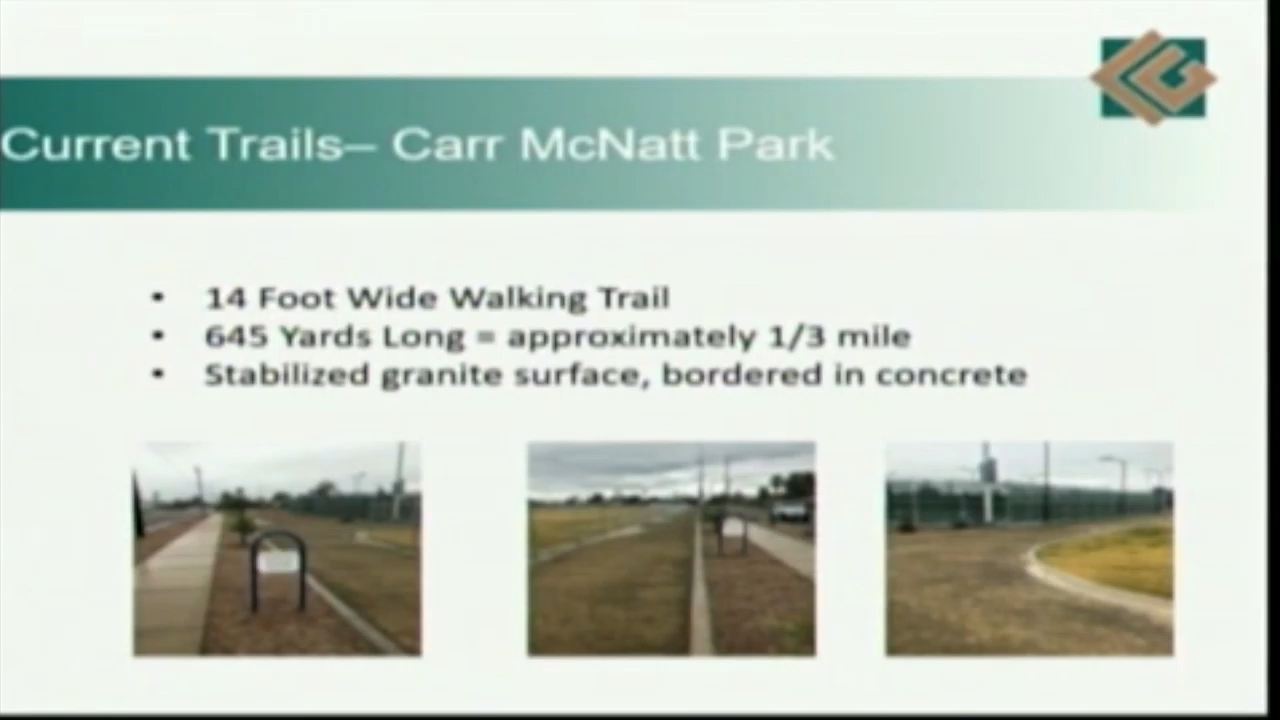 Current Trails– Carr McNatt Park
• 14 Foot Wide Walking Trail
• 645 Yards Long = approximately 1/3 mile
• Stabilized granite surface, bordered in concrete